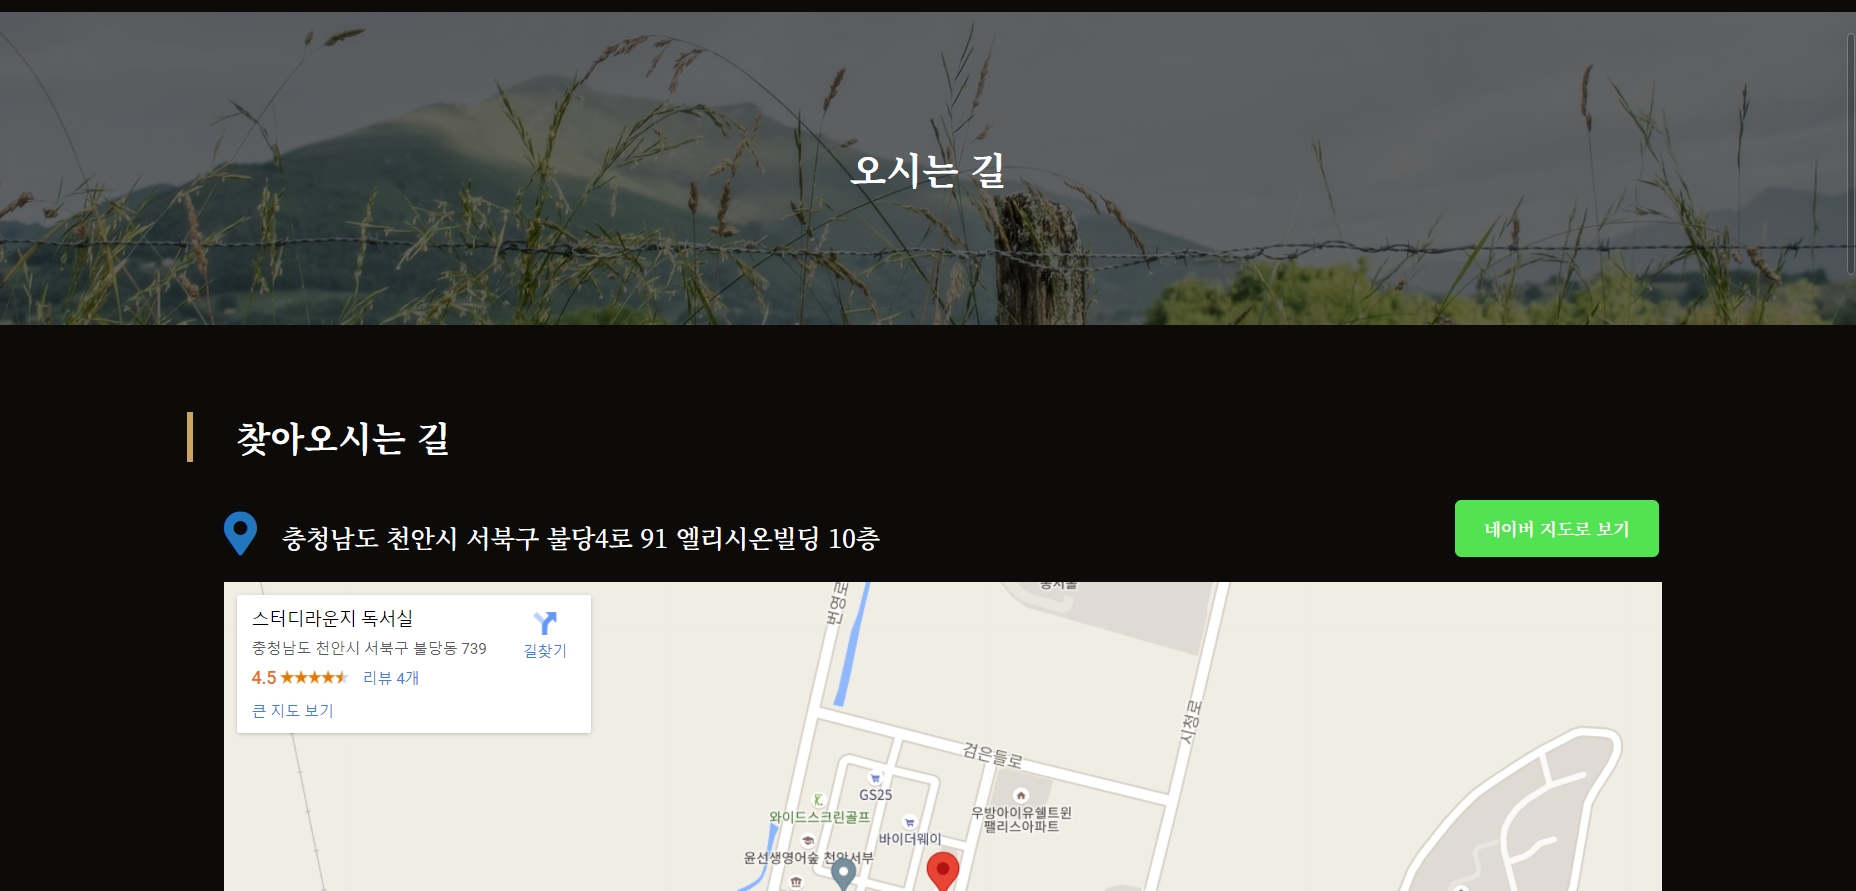 오시는 길
찾아오시는 길
충청남도 천안시 서북구 불당4로 91 엘리시온빌딩 10층
네이버 지도로 보기
스터디라운지 독서실
충청남도 천안시 서북구 불당동 739
길찾기
4.5 리뷰 4개
큰 지도 보기
번영로
시청로
검은들로
GS25
와이드스크린골프
우방아이유쉘트윈
팰리스아파트
바이더웨이
윤선생영어숲 천안서부